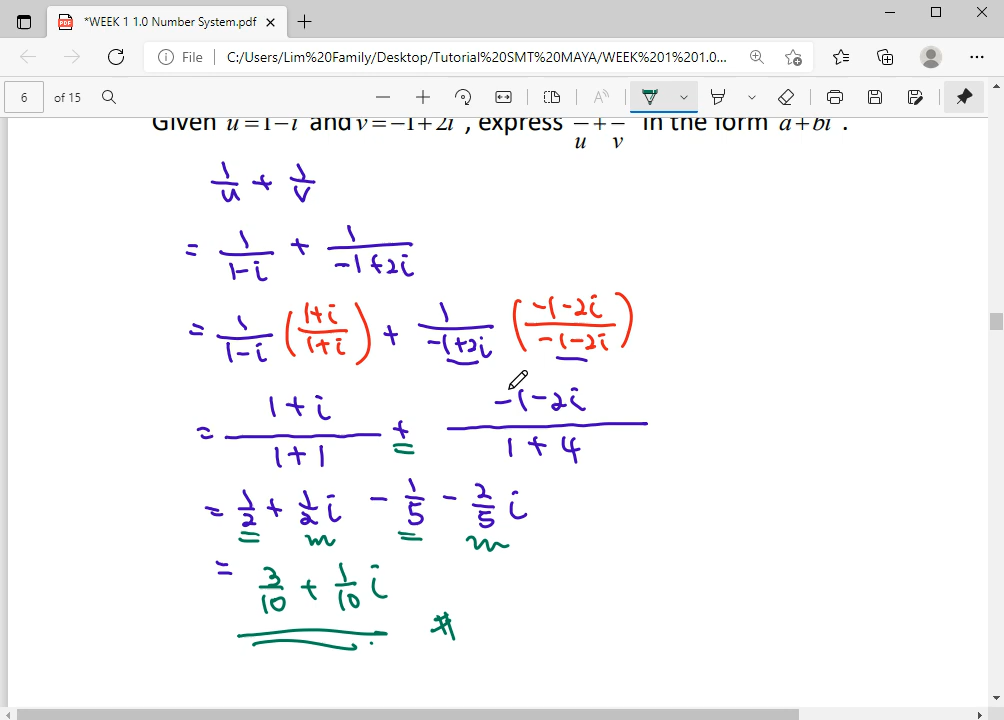 *WEEK 1 1.0 Number System.pdf
File C:/Users/Lim%20Family/Desktop/Tutorial%20SMT%20MAYA/WEEK%201%201.0...
6 of 15
Given u = 1 − i and v = −1 + 2i , express —/u + —/v in the form a + bi .
1/u + 1/v
= 1/(1-i) + 1/(-1+2i)
= 1/(1-i) ((1+i)/(1+i)) + 1/(-1+2i) ((-1-2i)/(-1-2i))
= (1+i)/(1+1) + (-1-2i)/(1+4)
= 1/2 + 1/2 i - 1/5 - 2/5 i
= 3/10 + 1/10 i #